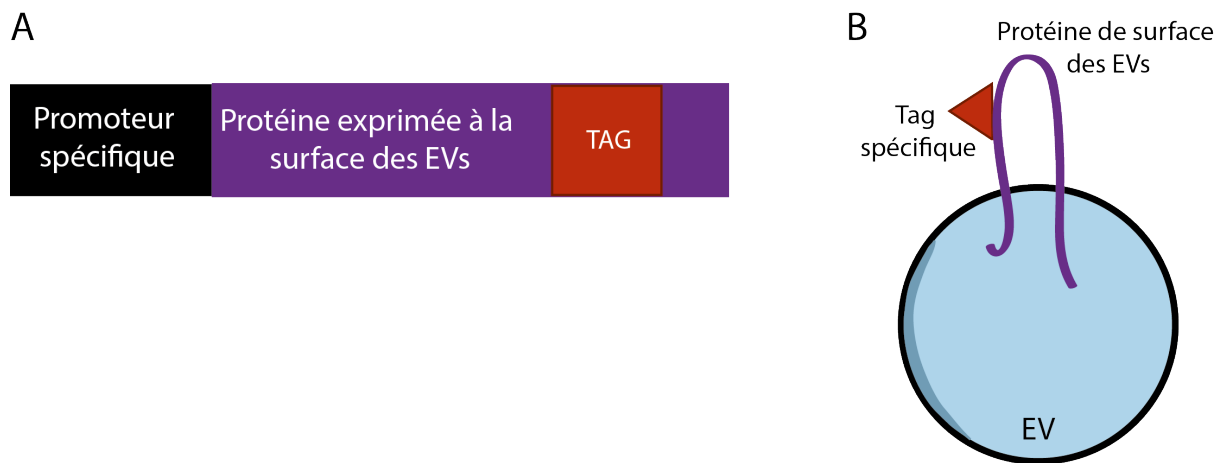 A
Promoteur
spécifique
Protéine exprimée à la
surface des EVs
TAG
B
Protéine de surface
des EVs
Tag
spécifique
EV